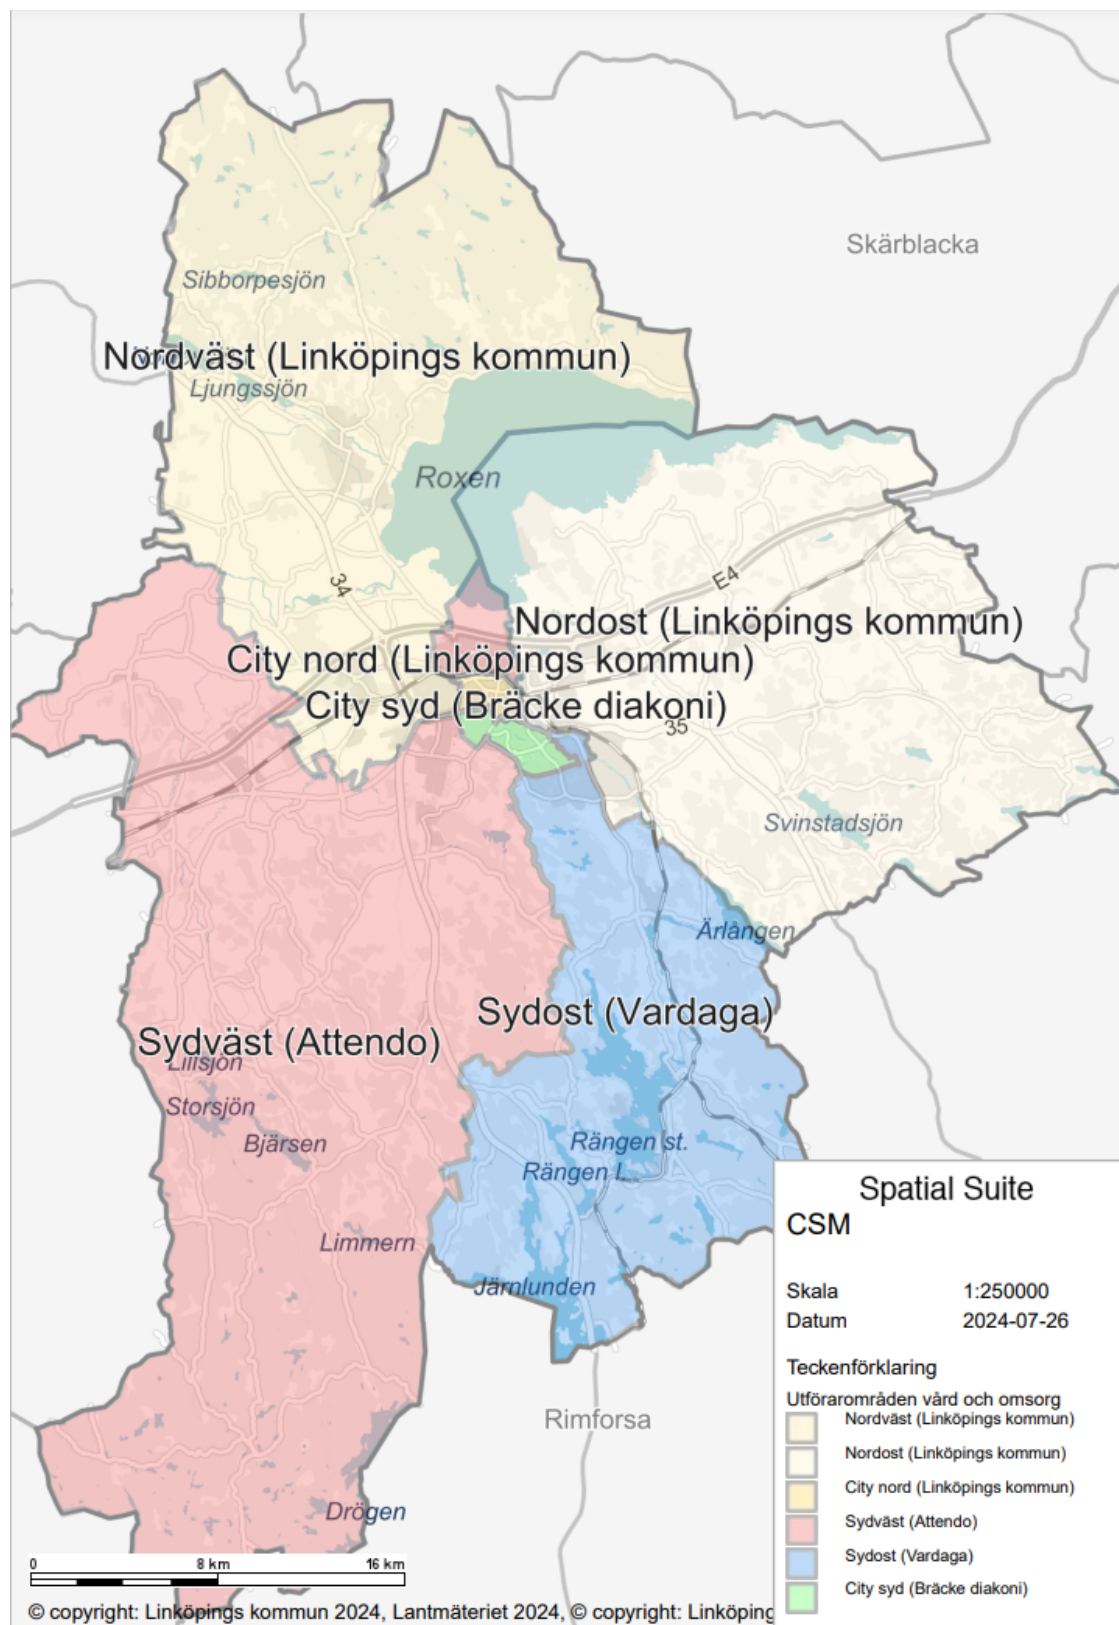 Skärblacka
Sibborpesjön
Nordväst (Linköpings kommun)
Ljungssjön
Roxen
34
E4
Nordost (Linköpings kommun)
City nord (Linköpings kommun)
City syd (Bräcke diakoni)
35
Svinstadsjön
Ärlången
Sydost (Vardaga)
Sydväst (Attendo)
Lillsjön
Storsjön
Bjärsen
Rängen st.
Rängen l.
Limmern
Järnlunden
Rimforsa
Drögen
Spatial Suite
CSM
Skala 1:250000
Datum 2024-07-26
Teckenförklaring
Utförarområden vård och omsorg
Nordväst (Linköpings kommun)
Nordost (Linköpings kommun)
City nord (Linköpings kommun)
Sydväst (Attendo)
Sydost (Vardaga)
City syd (Bräcke diakoni)
0 8 km 16 km
© copyright: Linköpings kommun 2024, Lantmäteriet 2024, © copyright: Linköping